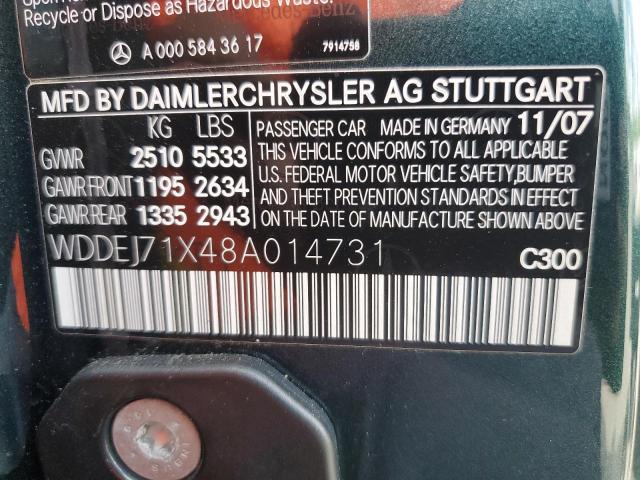 Recycle or Dispose as Hazardous Waste.
A 000 584 36 17
7914758
MFD BY DAIMLERCHRYSLER AG STUTTGART
KG LBS
GVWR 2510 5533
GAWR FRONT 1195 2634
GAWR REAR 1335 2943
PASSENGER CAR MADE IN GERMANY 11/07
THIS VEHICLE CONFORMS TO ALL APPLICABLE
U.S. FEDERAL MOTOR VEHICLE SAFETY,BUMPER
AND THEFT PREVENTION STANDARDS IN EFFECT
ON THE DATE OF MANUFACTURE SHOWN ABOVE
WDDEJ71X48A014731
C300